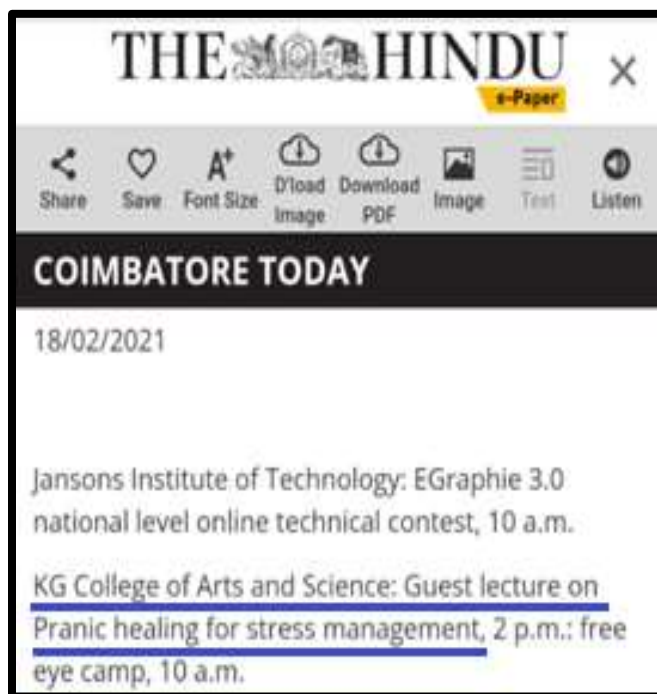 THE HINDU
e-Paper
Share Save Font Size D'load Image Download PDF Image Text Listen
COIMBATORE TODAY
18/02/2021
Jansons Institute of Technology: EGraphie 3.0
national level online technical contest, 10 a.m.
KG College of Arts and Science: Guest lecture on
Pranic healing for stress management, 2 p.m.: free
eye camp, 10 a.m.